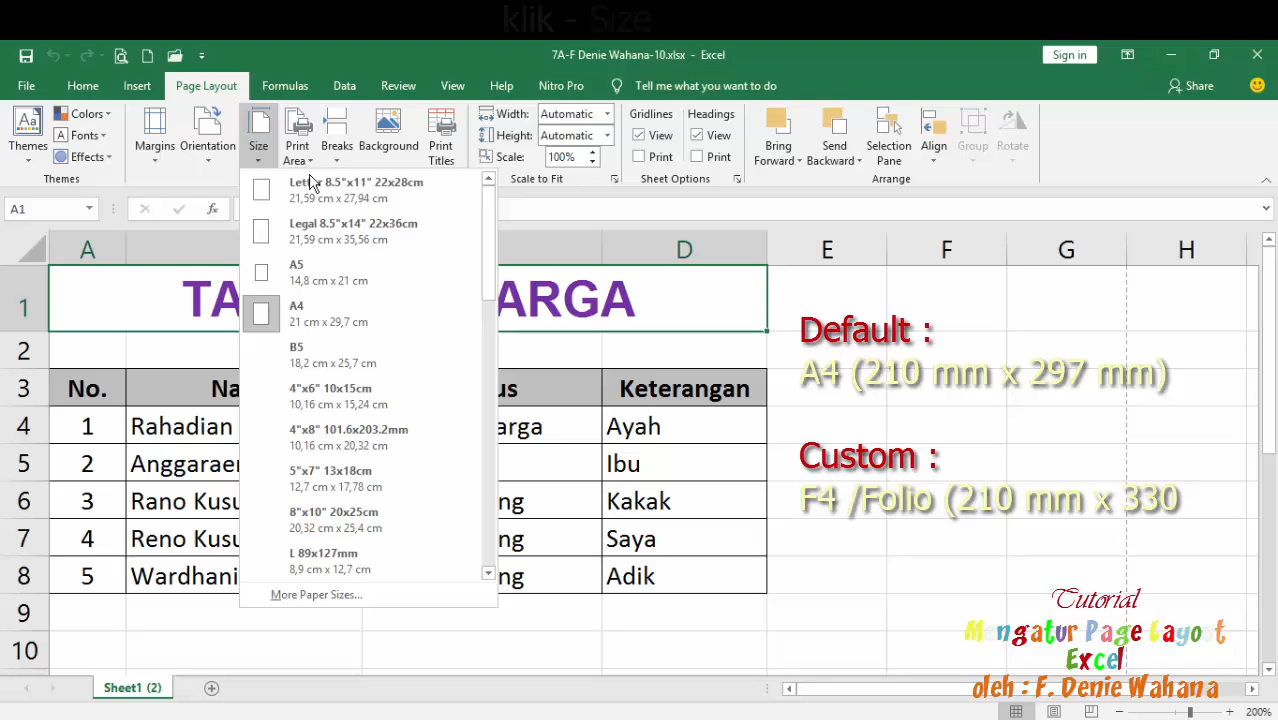 klik - Size
7A-F Denie Wahana-10.xlsx - Excel
Sign in
File Home Insert Page Layout Formulas Data Review View Help Nitro Pro Tell me what you want to do Share
Themes
Colors
Fonts
Effects
Margins
Orientation
Size
Print Area
Breaks
Background
Print Titles
Width: Automatic
Height: Automatic
Scale: 100%
Gridlines
View
Print
Headings
View
Print
Bring Forward
Send Backward
Selection Pane
Align
Group
Rotate
Themes
Scale to Fit
Arrange
A1
fx
Letter 8.5"x11" 22x28cm
21,59 cm x 27,94 cm
Legal 8.5"x14" 22x36cm
21,59 cm x 35,56 cm
A5
14,8 cm x 21 cm
A4
21 cm x 29,7 cm
B5
18,2 cm x 25,7 cm
4"x6" 10x15cm
10,16 cm x 15,24 cm
4"x8" 101.6x203.2mm
10,16 cm x 20,32 cm
5"x7" 13x18cm
12,7 cm x 17,78 cm
8"x10" 20x25cm
20,32 cm x 25,4 cm
L 89x127mm
8,9 cm x 12,7 cm
More Paper Sizes...
A D E F G H
1 TA ARGA
2
3 No. Na us Keterangan
4 1 Rahadian arga Ayah
5 2 Anggaraen Ibu
6 3 Rano Kusu ng Kakak
7 4 Reno Kusu ng Saya
8 5 Wardhani ng Adik
9
10
Default :
A4 (210 mm x 297 mm)
Custom :
F4 /Folio (210 mm x 330
Tutorial
Mengatur Page Layout
Excel
oleh : F. Denie Wahana
Sheet1 (2)
200%